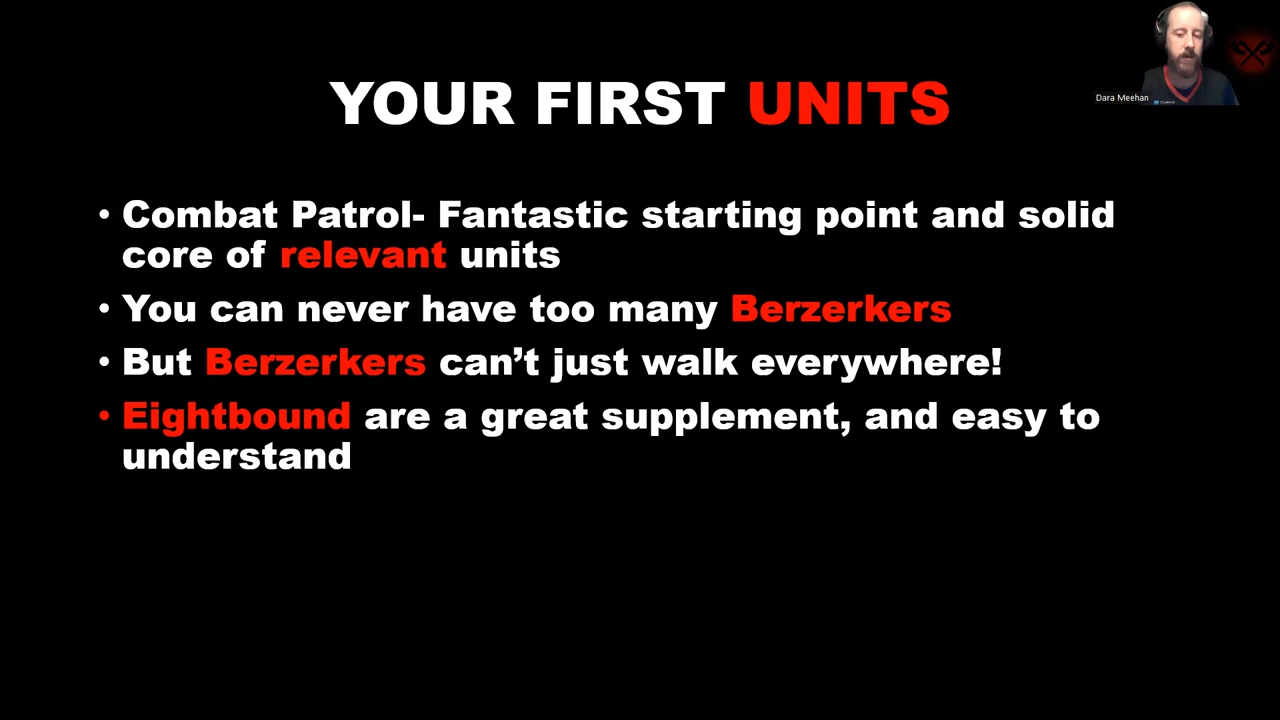 YOUR FIRST UNITS
Dara Meehan
• Combat Patrol- Fantastic starting point and solid
core of relevant units
• You can never have too many Berzerkers
• But Berzerkers can’t just walk everywhere!
• Eightbound are a great supplement, and easy to
understand